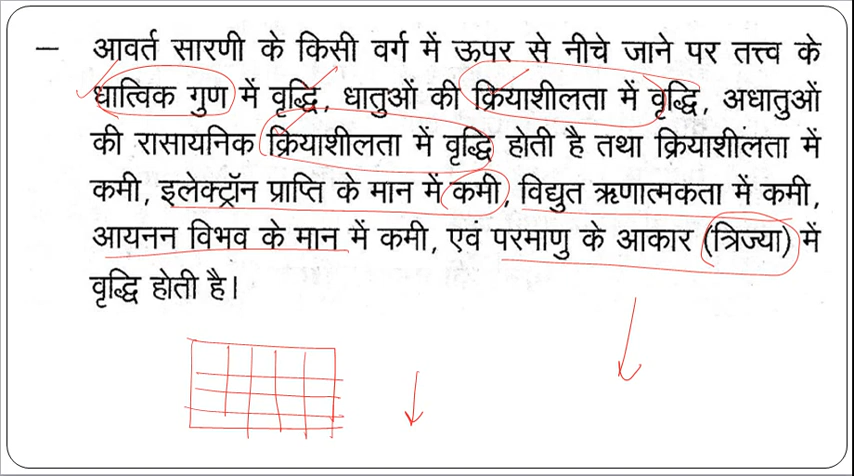 – आवर्त सारणी के किसी वर्ग में ऊपर से नीचे जाने पर तत्त्व के
धात्विक गुण में वृद्धि, धातुओं की क्रियाशीलता में वृद्धि, अधातुओं
की रासायनिक क्रियाशीलता में वृद्धि होती है तथा क्रियाशीलता में
कमी, इलेक्ट्रॉन प्राप्ति के मान में कमी, विद्युत ऋणात्मकता में कमी,
आयनन विभव के मान में कमी, एवं परमाणु के आकार (त्रिज्या) में
वृद्धि होती है।